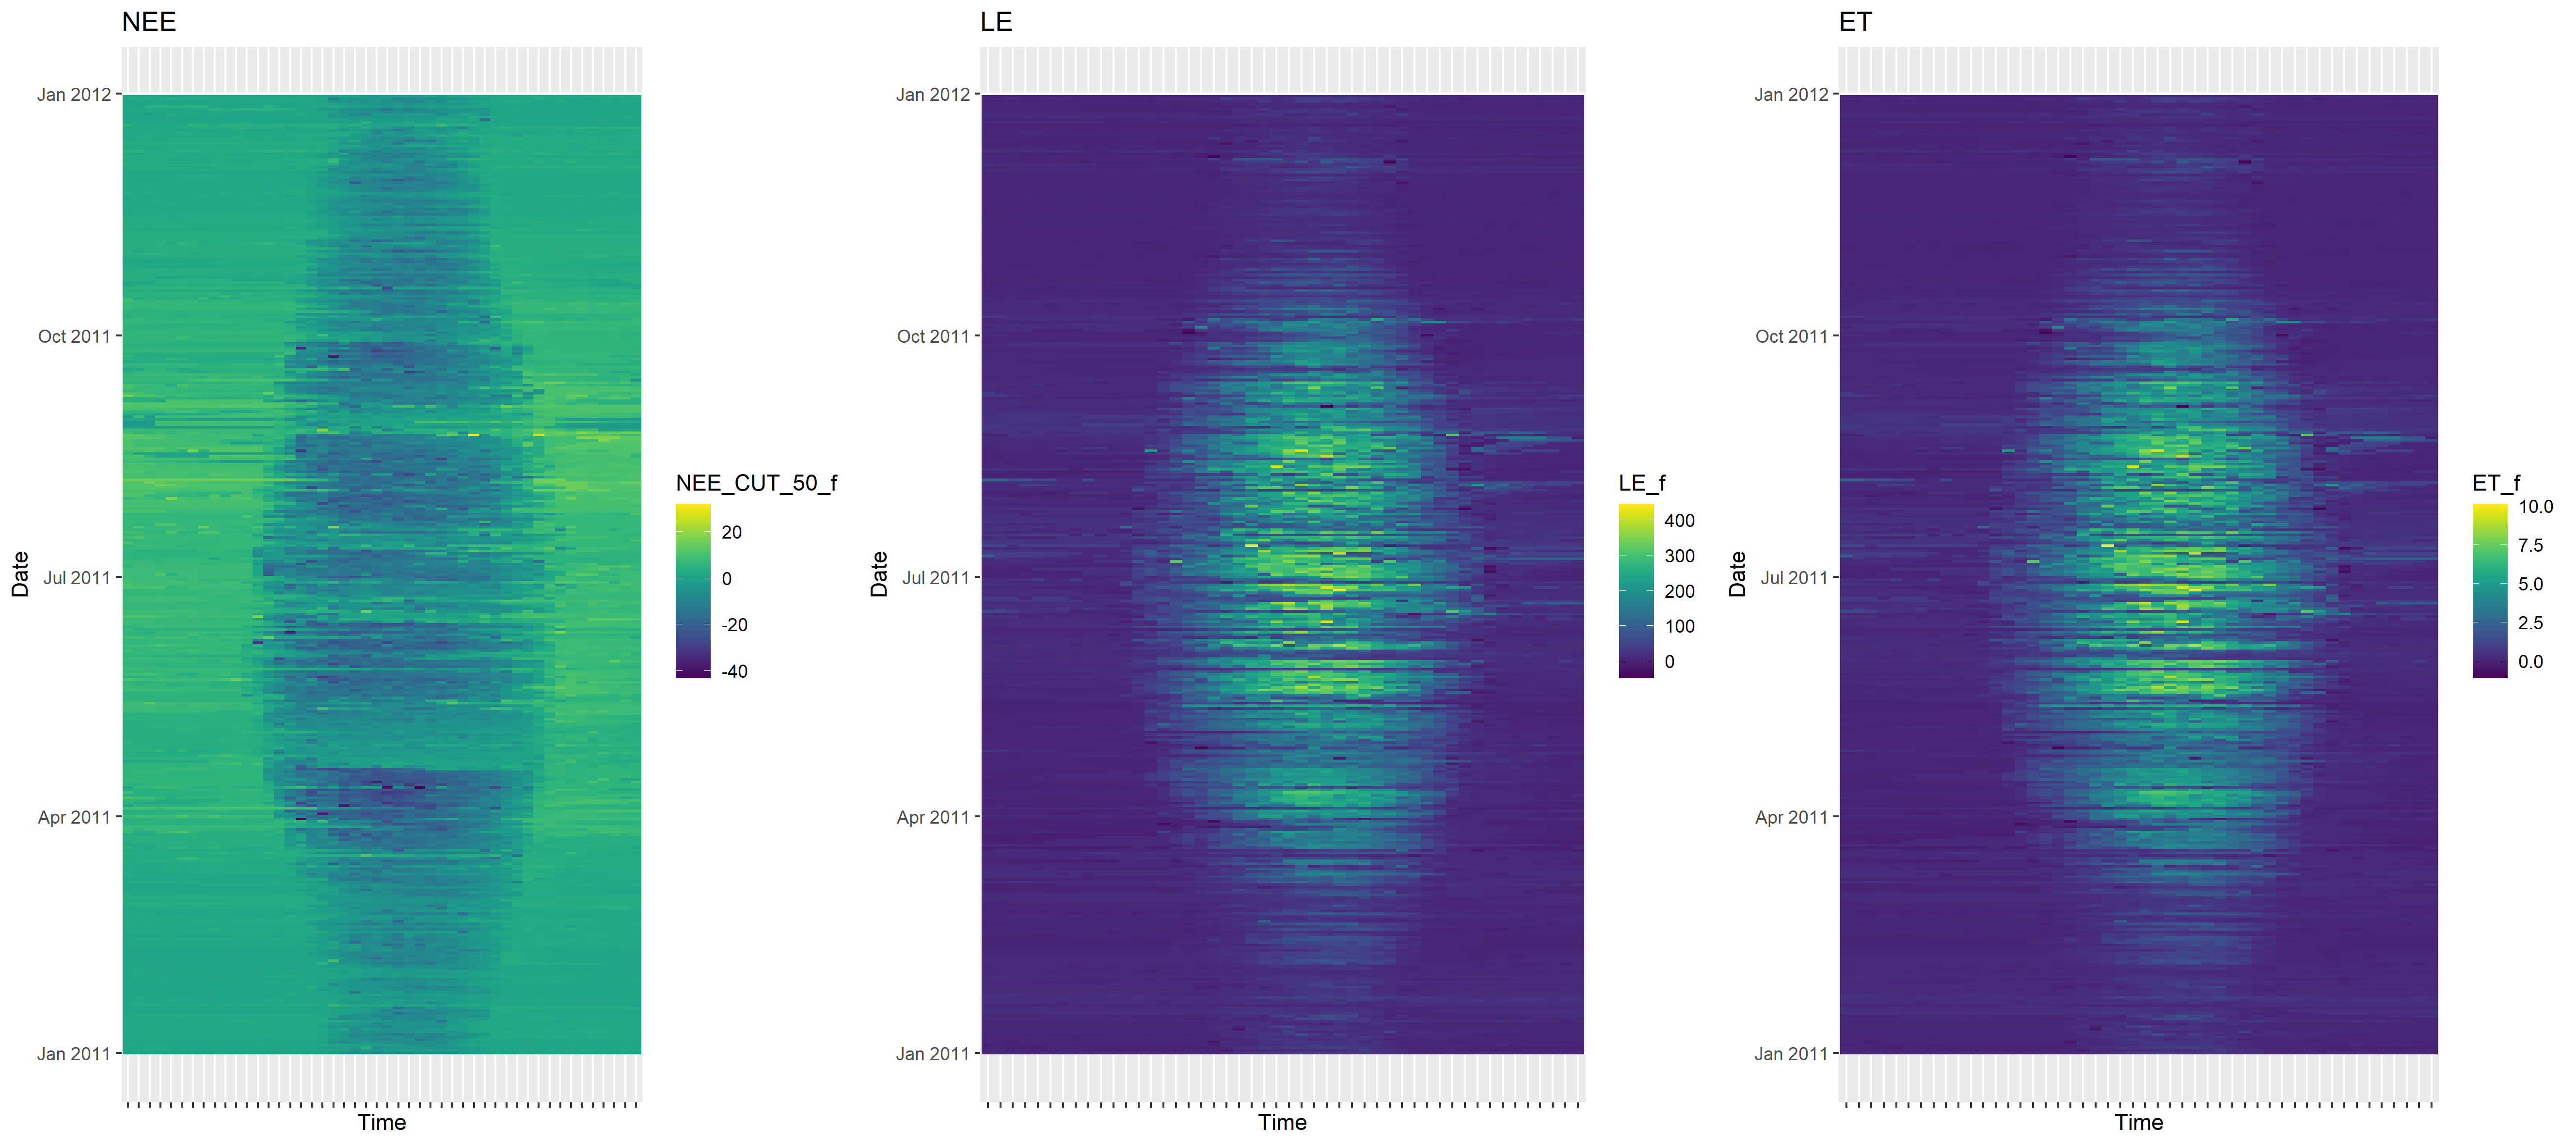 NEE
Jan 2012
Oct 2011
Jul 2011
Apr 2011
Jan 2011
Date
Time
NEE_CUT_50_f
20
0
-20
-40
LE
Jan 2012
Oct 2011
Jul 2011
Apr 2011
Jan 2011
Date
Time
LE_f
400
300
200
100
0
ET
Jan 2012
Oct 2011
Jul 2011
Apr 2011
Jan 2011
Date
Time
ET_f
10.0
7.5
5.0
2.5
0.0